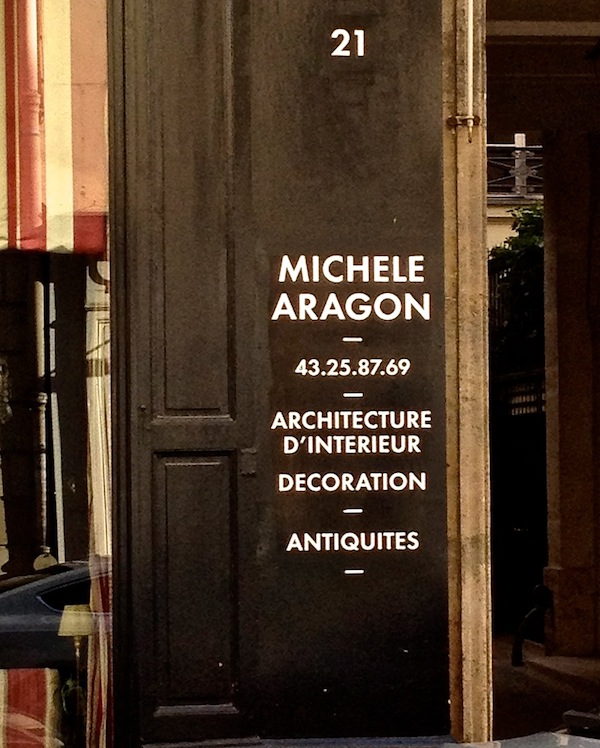 21
MICHELE
ARAGON
—
43.25.87.69
—
ARCHITECTURE
D'INTERIEUR
DECORATION
—
ANTIQUITES
—